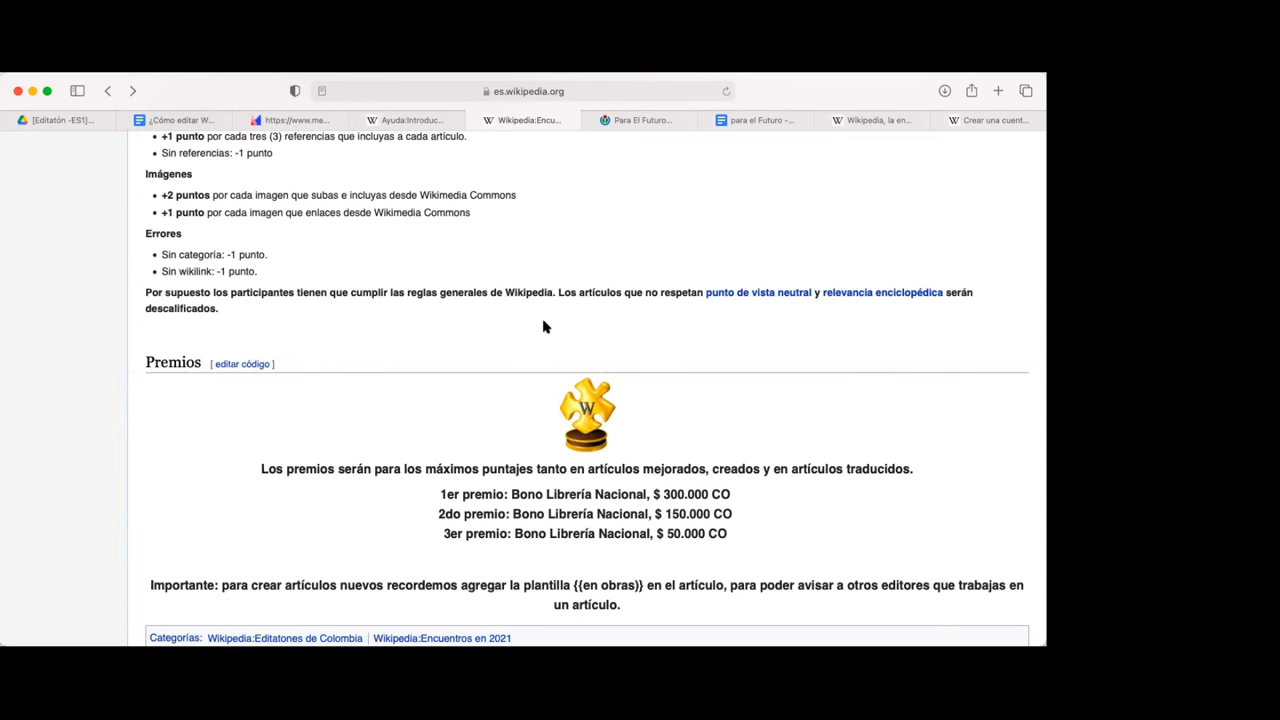 es.wikipedia.org
[Editatón -ES1]...
¿Cómo editar W...
https://www.me...
Ayuda:Introduc...
Wikipedia:Encu...
Para El Futuro...
para el Futuro -...
Wikipedia, la en...
Crear una cuent...
+1 punto por cada tres (3) referencias que incluyas a cada artículo.
Sin referencias: -1 punto
Imágenes
+2 puntos por cada imagen que subas e incluyas desde Wikimedia Commons
+1 punto por cada imagen que enlaces desde Wikimedia Commons
Errores
Sin categoría: -1 punto.
Sin wikilink: -1 punto.
Por supuesto los participantes tienen que cumplir las reglas generales de Wikipedia. Los artículos que no respetan punto de vista neutral y relevancia enciclopédica serán
descalificados.
Premios [ editar código ]
W
Los premios serán para los máximos puntajes tanto en artículos mejorados, creados y en artículos traducidos.
1er premio: Bono Librería Nacional, $ 300.000 CO
2do premio: Bono Librería Nacional, $ 150.000 CO
3er premio: Bono Librería Nacional, $ 50.000 CO
Importante: para crear artículos nuevos recordemos agregar la plantilla {{en obras}} en el artículo, para poder avisar a otros editores que trabajas en
un artículo.
Categorías: Wikipedia:Editatones de Colombia | Wikipedia:Encuentros en 2021